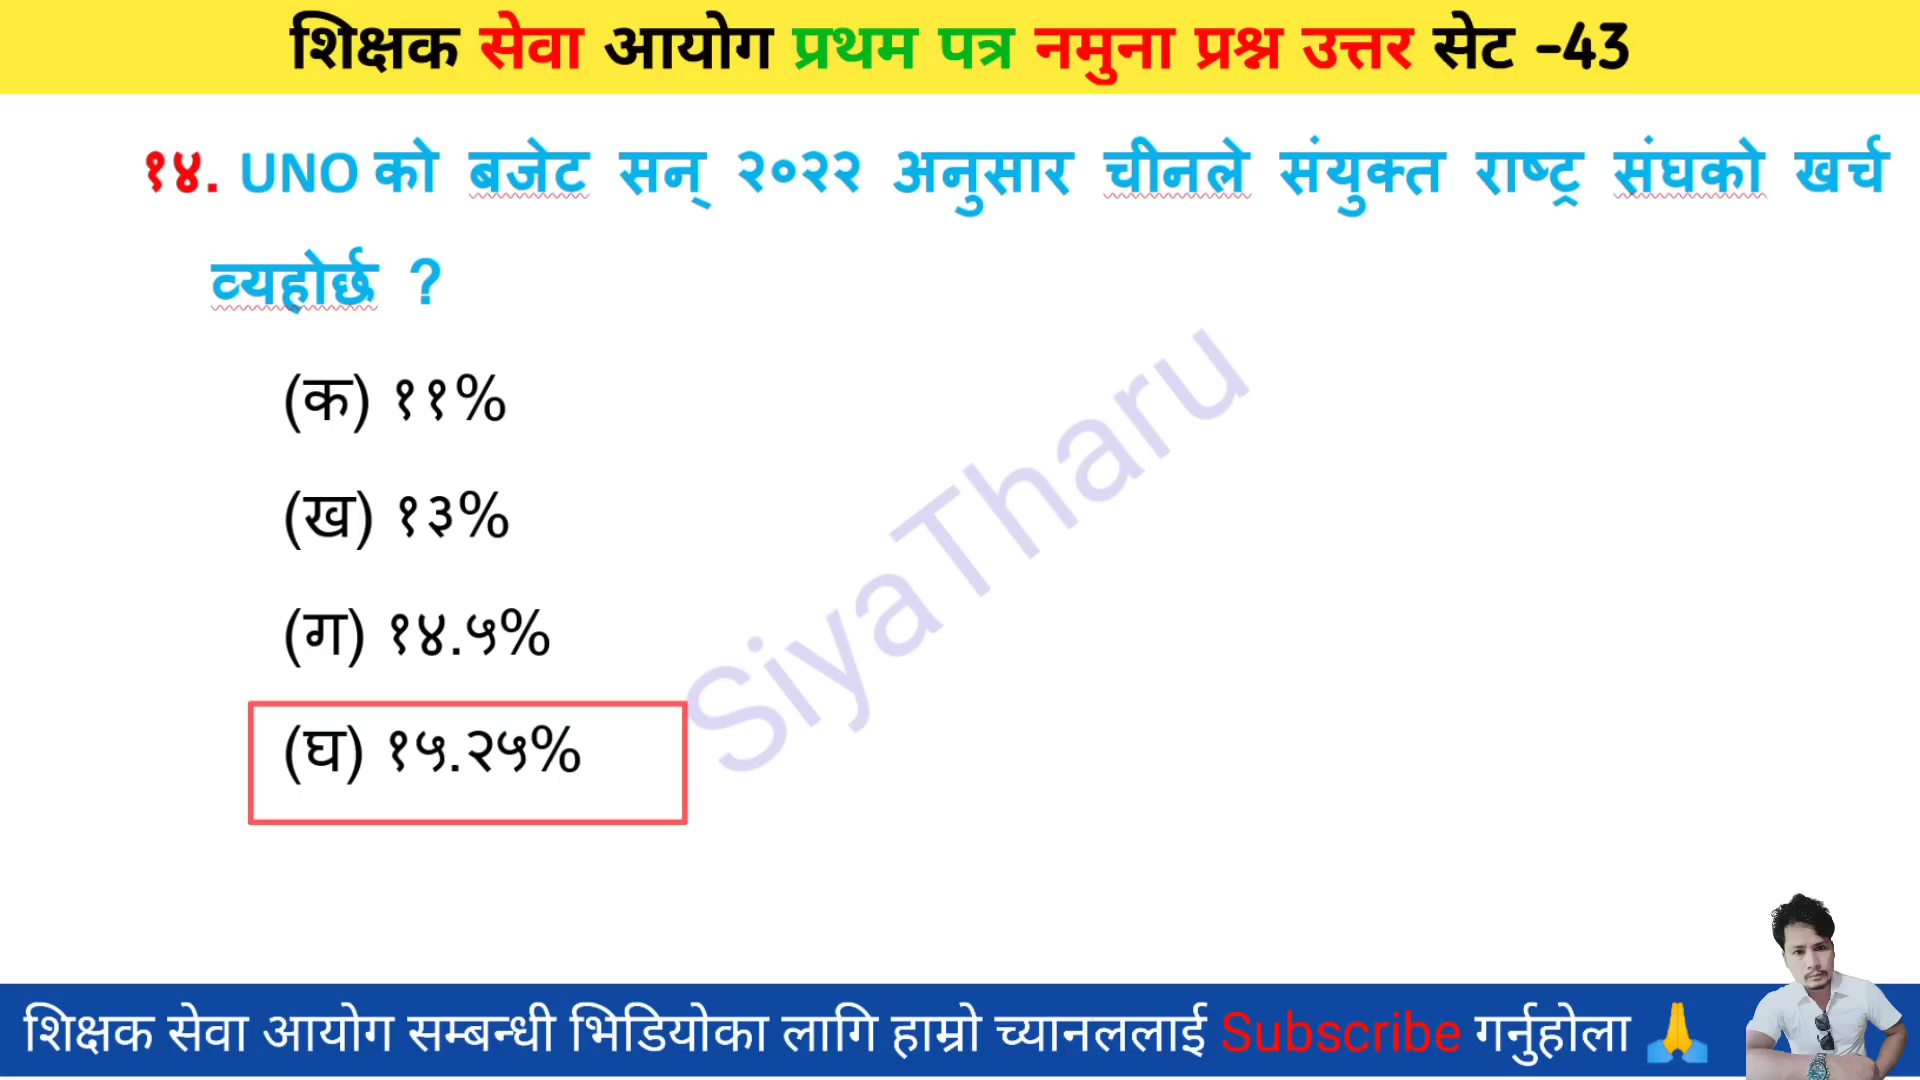 शिक्षक सेवा आयोग प्रथम पत्र नमुना प्रश्न उत्तर सेट -43
१४. UNO को बजेट सन् २०२२ अनुसार चीनले संयुक्त राष्ट्र संघको खर्च
व्यहोर्छ ?
(क) ११%
(ख) १३%
(ग) १४.५%
(घ) १५.२५%
SiyaTharu
शिक्षक सेवा आयोग सम्बन्धी भिडियोका लागि हाम्रो च्यानललाई Subscribe गर्नुहोला 🙏